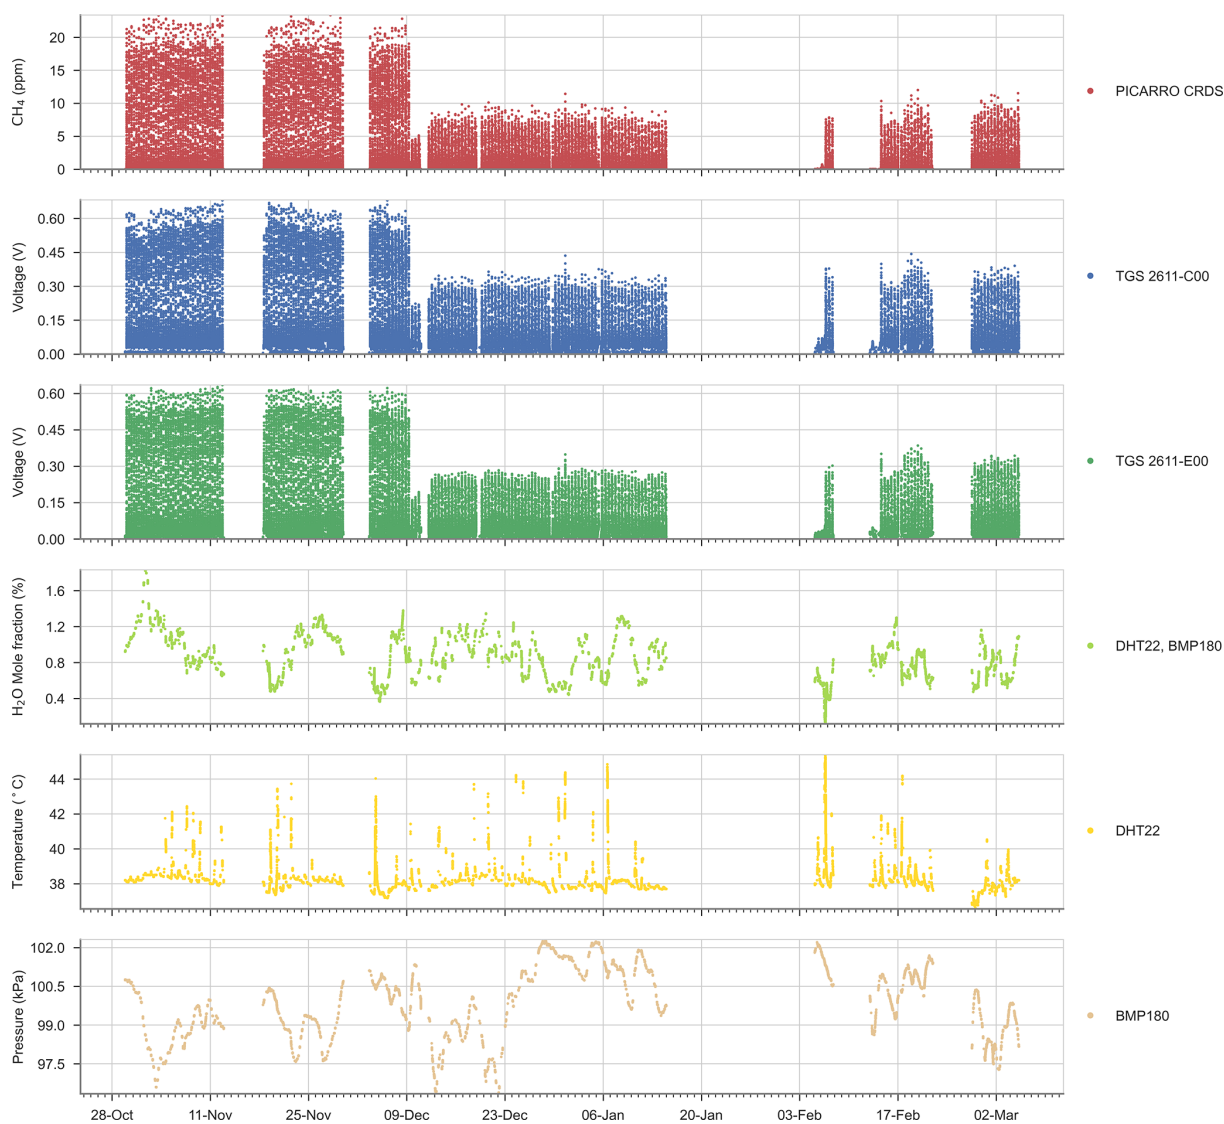 CH4 (ppm)
20
15
10
5
0
PICARRO CRDS
Voltage (V)
0.60
0.45
0.30
0.15
0.00
TGS 2611-C00
Voltage (V)
0.60
0.45
0.30
0.15
0.00
TGS 2611-E00
H2O Mole fraction (%)
1.6
1.2
0.8
0.4
DHT22, BMP180
Temperature (°C)
44
42
40
38
DHT22
Pressure (kPa)
102.0
100.5
99.0
97.5
BMP180
28-Oct 11-Nov 25-Nov 09-Dec 23-Dec 06-Jan 20-Jan 03-Feb 17-Feb 02-Mar